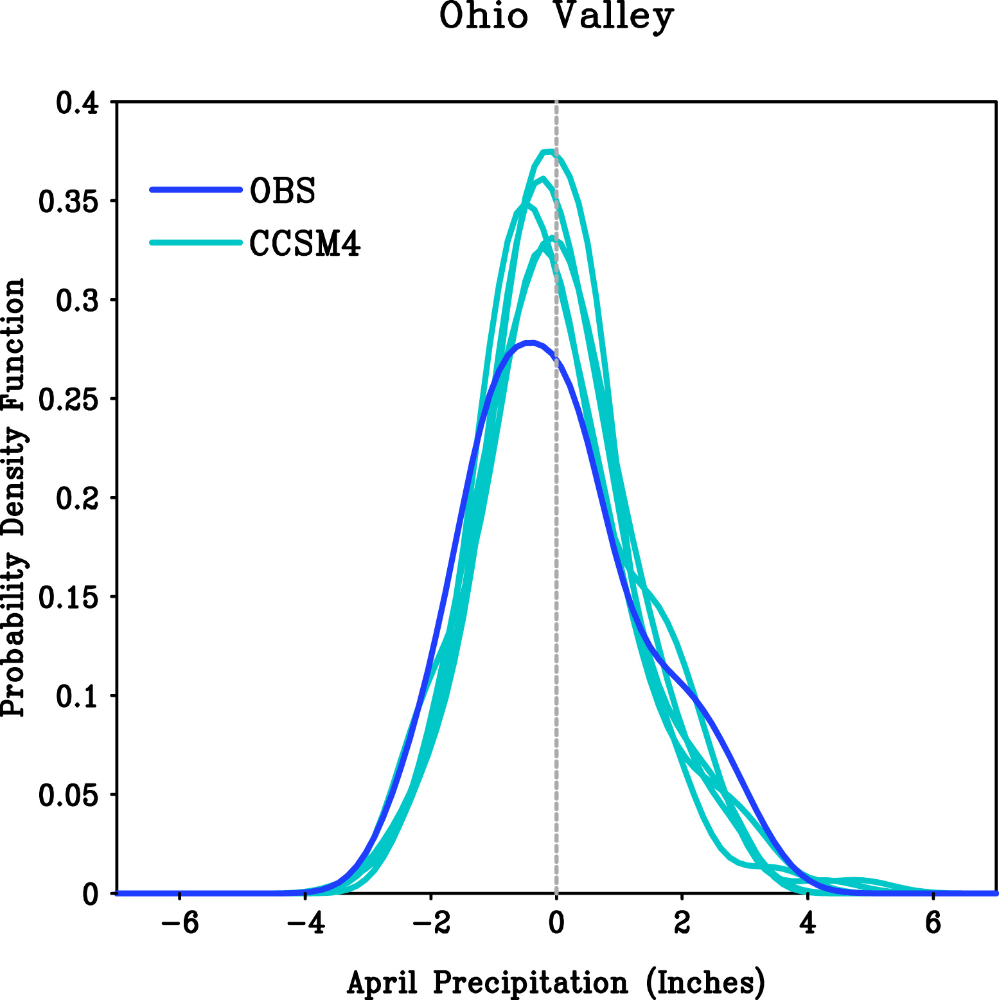 Ohio Valley
0.4
0.35
0.3
0.25
0.2
0.15
0.1
0.05
0
OBS
CCSM4
Probability Density Function
-6 -4 -2 0 2 4 6
April Precipitation (Inches)